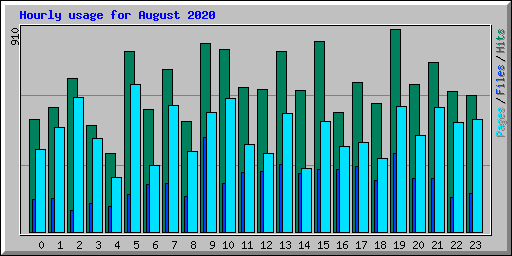 Hourly usage for August 2020
910
Pages / Files / Hits
0 1 2 3 4 5 6 7 8 9 10 11 12 13 14 15 16 17 18 19 20 21 22 23